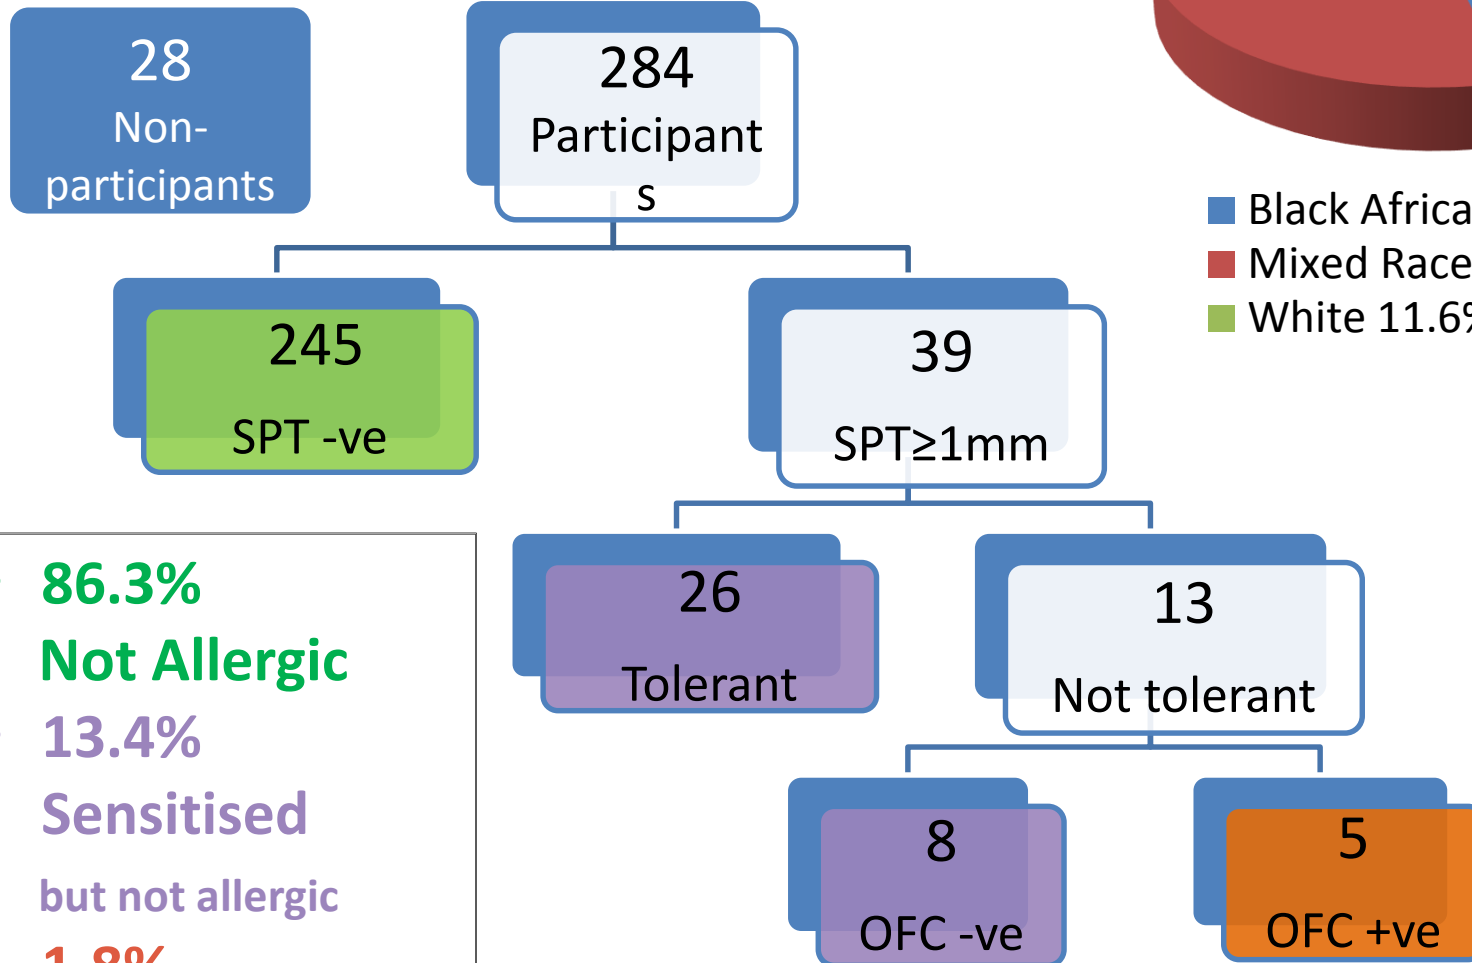 28
Non-
participants
284
Participant
s
Black Africa
Mixed Race
White 11.6%
245
SPT -ve
39
SPT≥1mm
86.3%
Not Allergic
13.4%
Sensitised
but not allergic
1.8%
26
Tolerant
13
Not tolerant
8
OFC -ve
5
OFC +ve